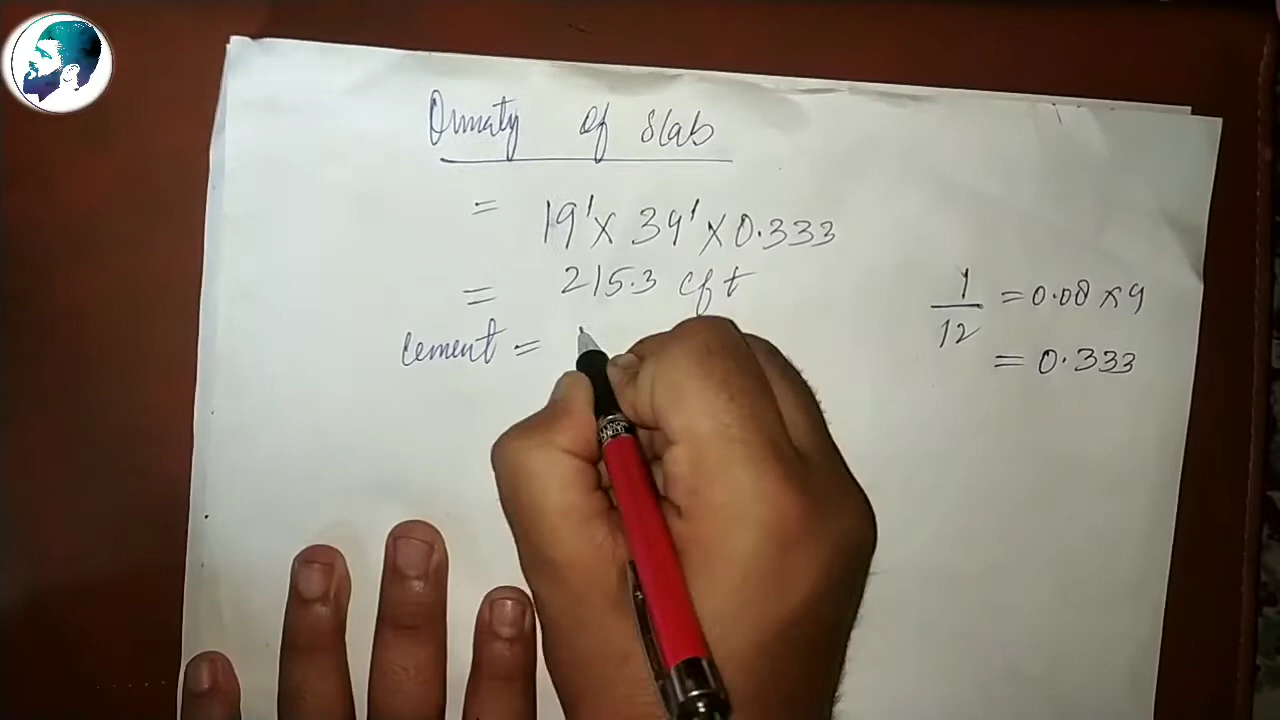 Qunaty of Slab
= 19' x 34' x 0.333
= 215.3 cft
cement =
1/12 = 0.08 x 4
= 0.333